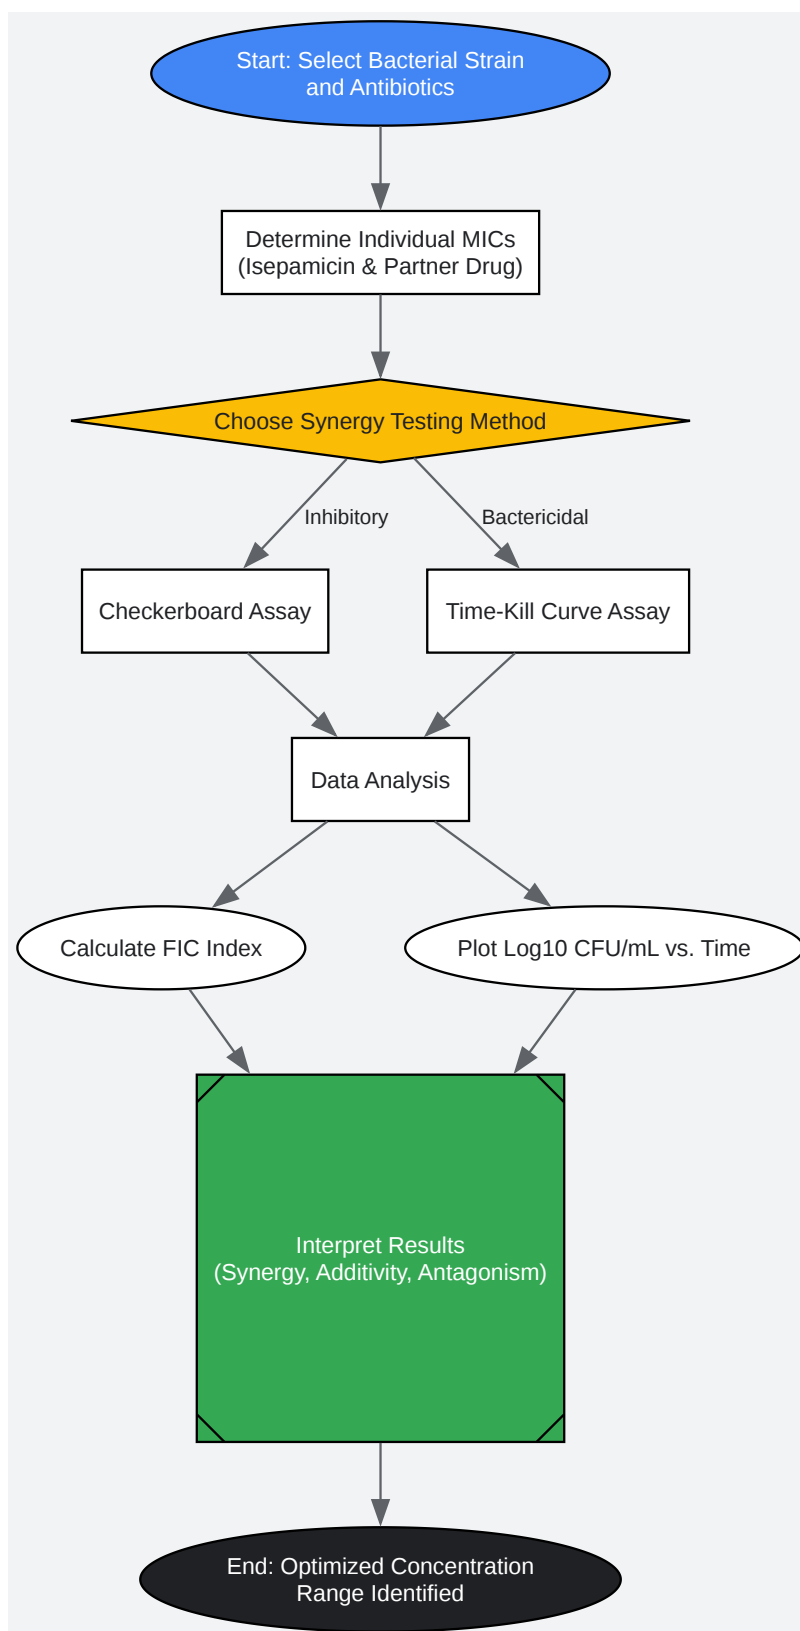 Start: Select Bacterial Strain
and Antibiotics
Determine Individual MICs
(Isepamicin & Partner Drug)
Choose Synergy Testing Method
Inhibitory
Bactericidal
Checkerboard Assay
Time-Kill Curve Assay
Data Analysis
Calculate FIC Index
Plot Log10 CFU/mL vs. Time
Interpret Results
(Synergy, Additivity, Antagonism)
End: Optimized Concentration
Range Identified